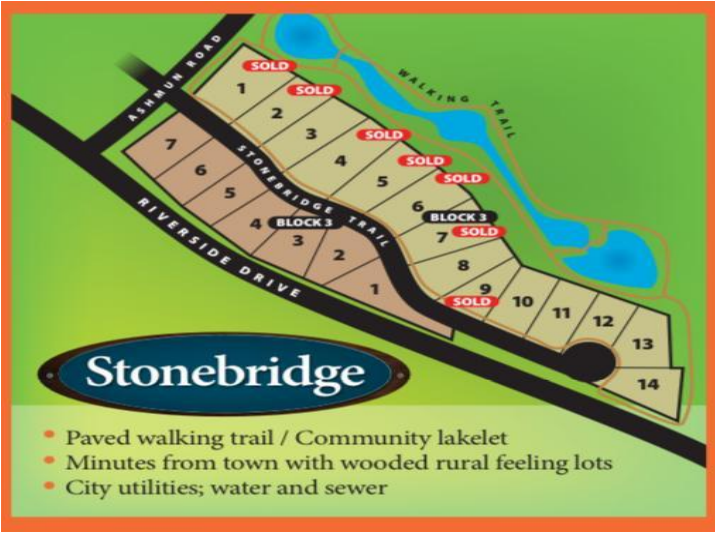 ASHMUN ROAD
WALKING TRAIL
SOLD
1
SOLD
2
3
SOLD
4
SOLD
5
SOLD
6
BLOCK 3
7
SOLD
8
9
SOLD
10
11
12
13
14
STONEBRIDGE TRAIL
7
6
5
4
BLOCK 3
3
2
1
RIVERSIDE DRIVE
Stonebridge
• Paved walking trail / Community lakelet
• Minutes from town with wooded rural feeling lots
• City utilities; water and sewer